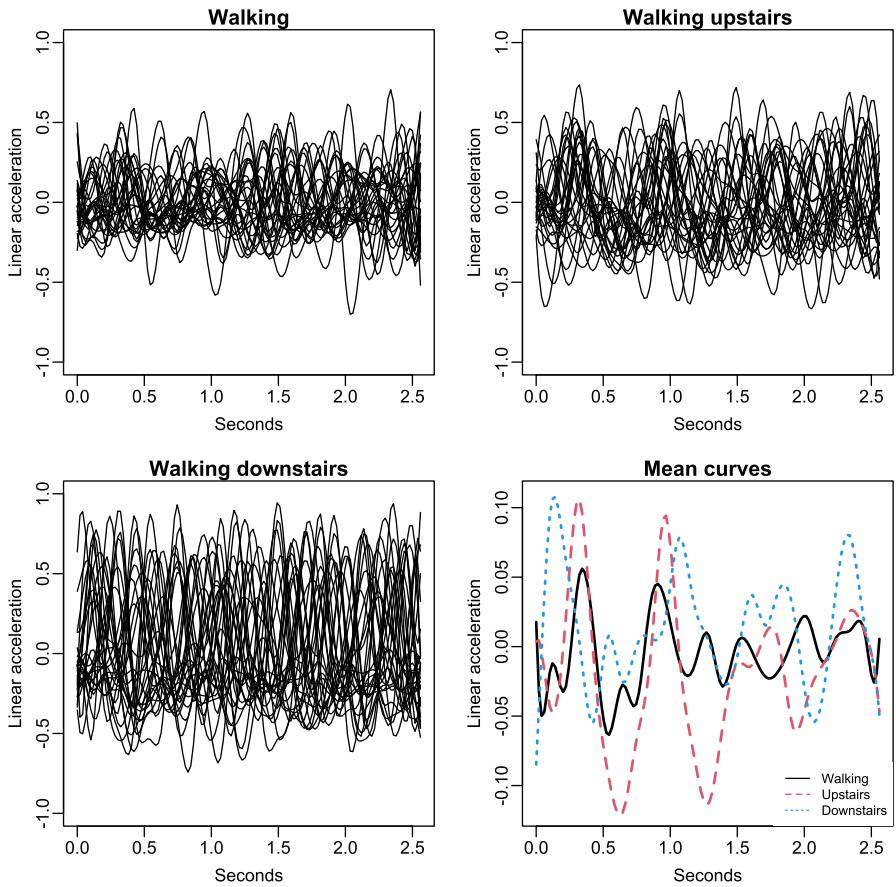 Walking
Linear acceleration
1.0
0.5
0.0
-0.5
-1.0
0.0 0.5 1.0 1.5 2.0 2.5
Seconds
Walking upstairs
Linear acceleration
1.0
0.5
0.0
-0.5
-1.0
0.0 0.5 1.0 1.5 2.0 2.5
Seconds
Walking downstairs
Linear acceleration
1.0
0.5
0.0
-0.5
-1.0
0.0 0.5 1.0 1.5 2.0 2.5
Seconds
Mean curves
Linear acceleration
0.10
0.05
0.00
-0.05
-0.10
0.0 0.5 1.0 1.5 2.0 2.5
Seconds
Walking
Upstairs
Downstairs